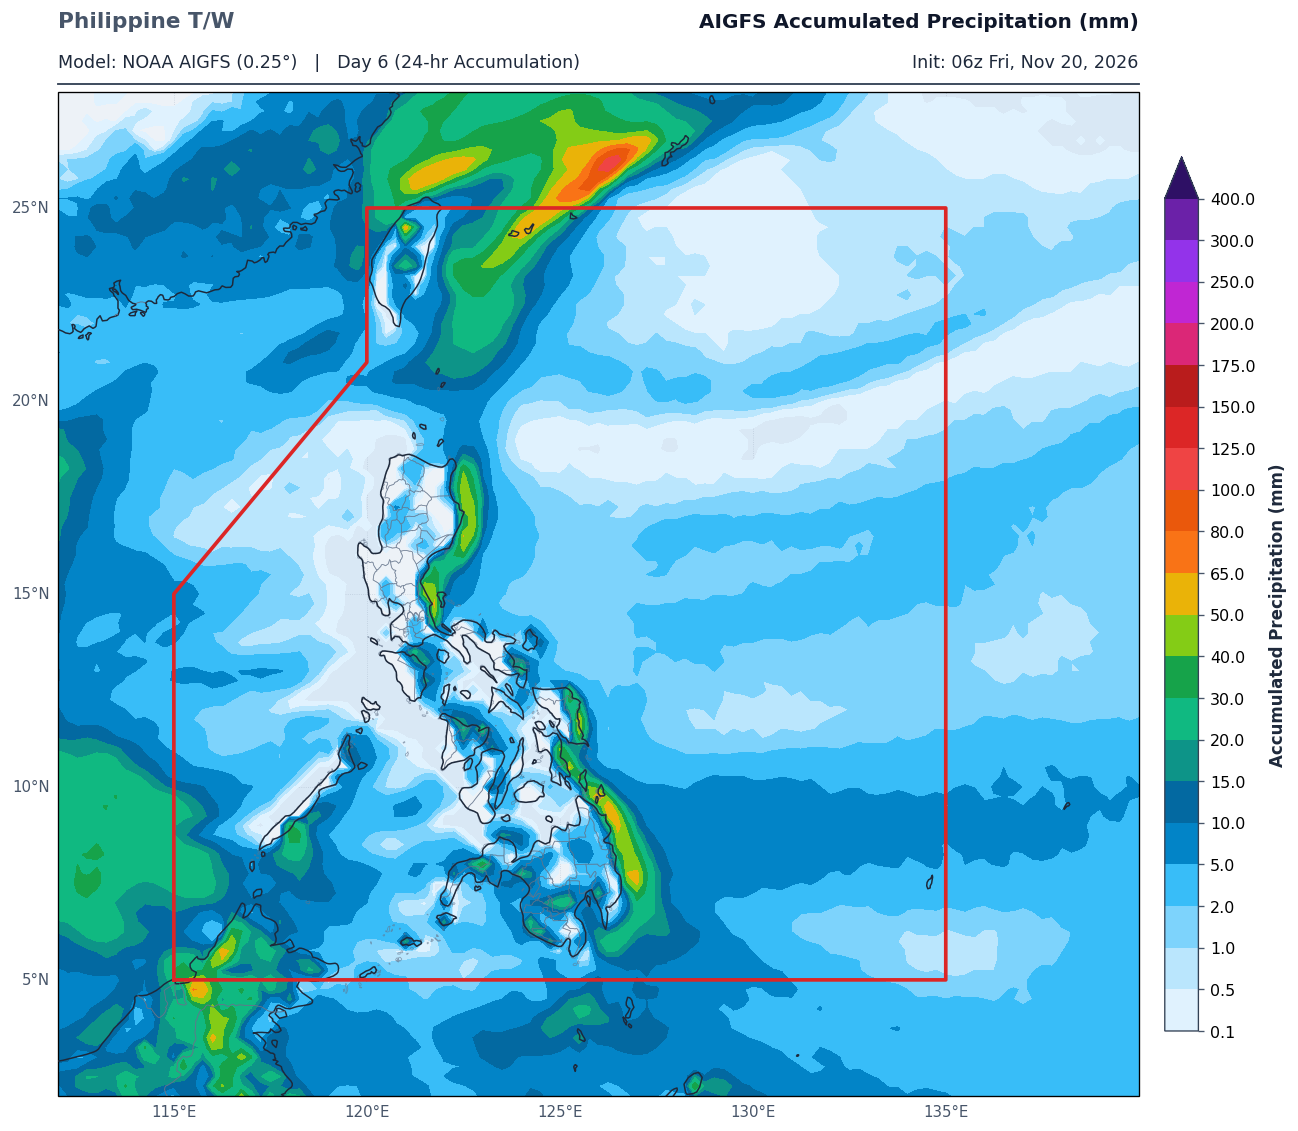 Philippine T/W
AIGFS Accumulated Precipitation (mm)
Model: NOAA AIGFS (0.25°)   |   Day 6 (24-hr Accumulation)
Init: 06z Fri, Nov 20, 2026
25°N
20°N
15°N
10°N
5°N
115°E
120°E
125°E
130°E
135°E
400.0
300.0
250.0
200.0
175.0
150.0
125.0
100.0
80.0
65.0
50.0
40.0
30.0
20.0
15.0
10.0
5.0
2.0
1.0
0.5
0.1
Accumulated Precipitation (mm)